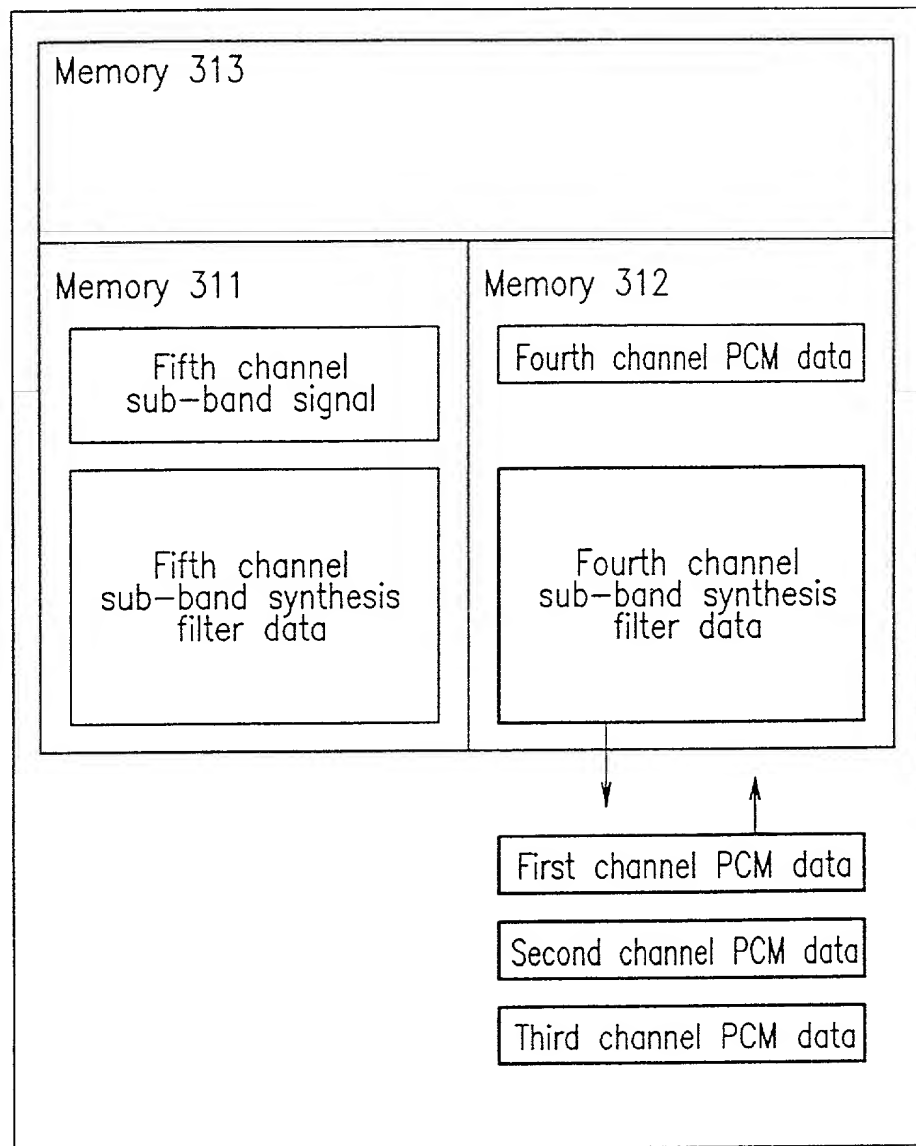 Memory 313
Memory 311
Fifth channel
sub-band signal
Fifth channel
sub-band synthesis
filter data
Memory 312
Fourth channel PCM data
Fourth channel
sub-band synthesis
filter data
First channel PCM data
Second channel PCM data
Third channel PCM data